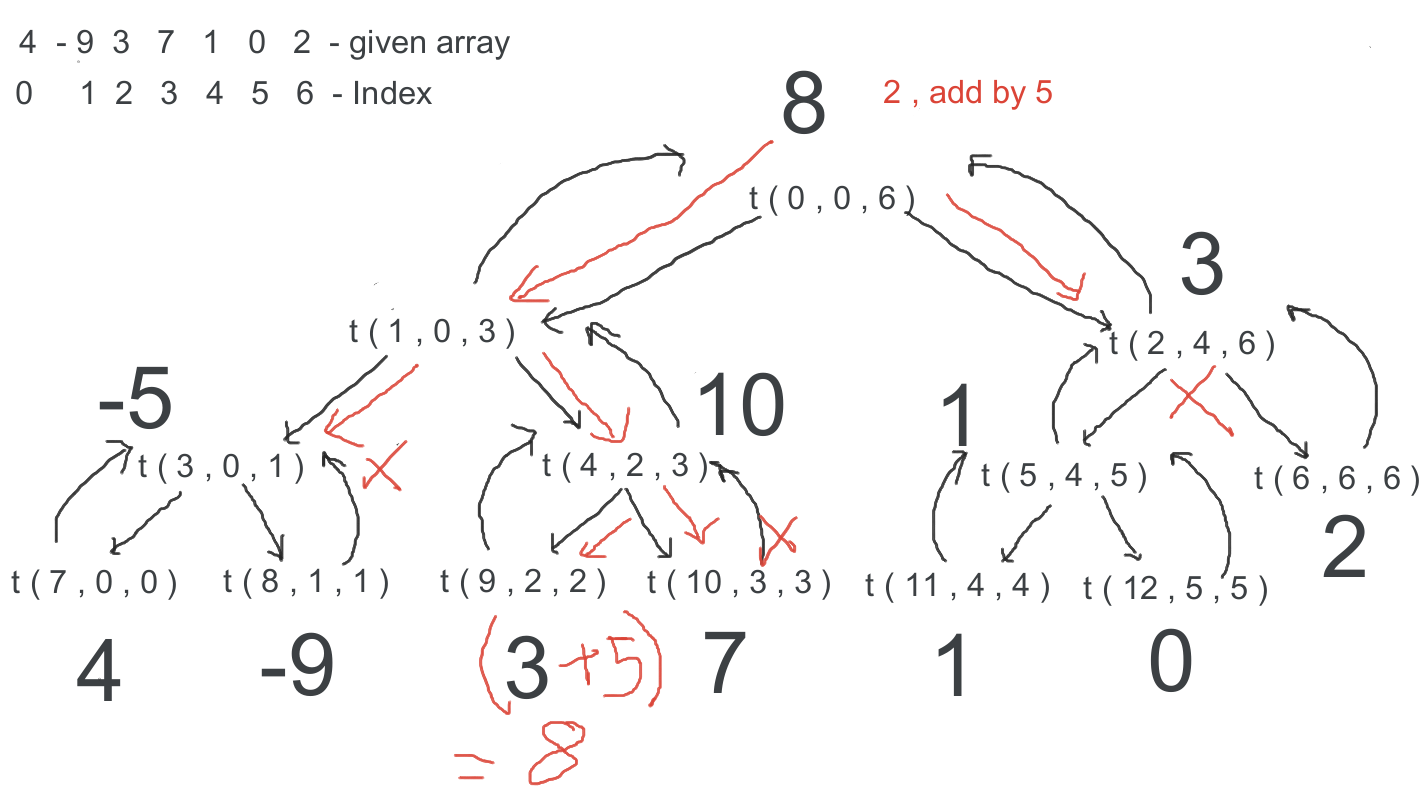 4 - 9 3 7 1 0 2 - given array
0 1 2 3 4 5 6 - Index
8
2 , add by 5
t ( 0 , 0 , 6 )
3
t ( 1 , 0 , 3 )
t ( 2 , 4 , 6 )
-5
10
1
t ( 3 , 0 , 1 )
t ( 4 , 2 , 3 )
t ( 5 , 4 , 5 )
t ( 6 , 6 , 6 )
2
t ( 7 , 0 , 0 )
t ( 8 , 1 , 1 )
t ( 9 , 2 , 2 )
t ( 10 , 3 , 3 )
t ( 11 , 4 , 4 )
t ( 12 , 5 , 5 )
4
-9
(3 +5)
7
1
0
= 8